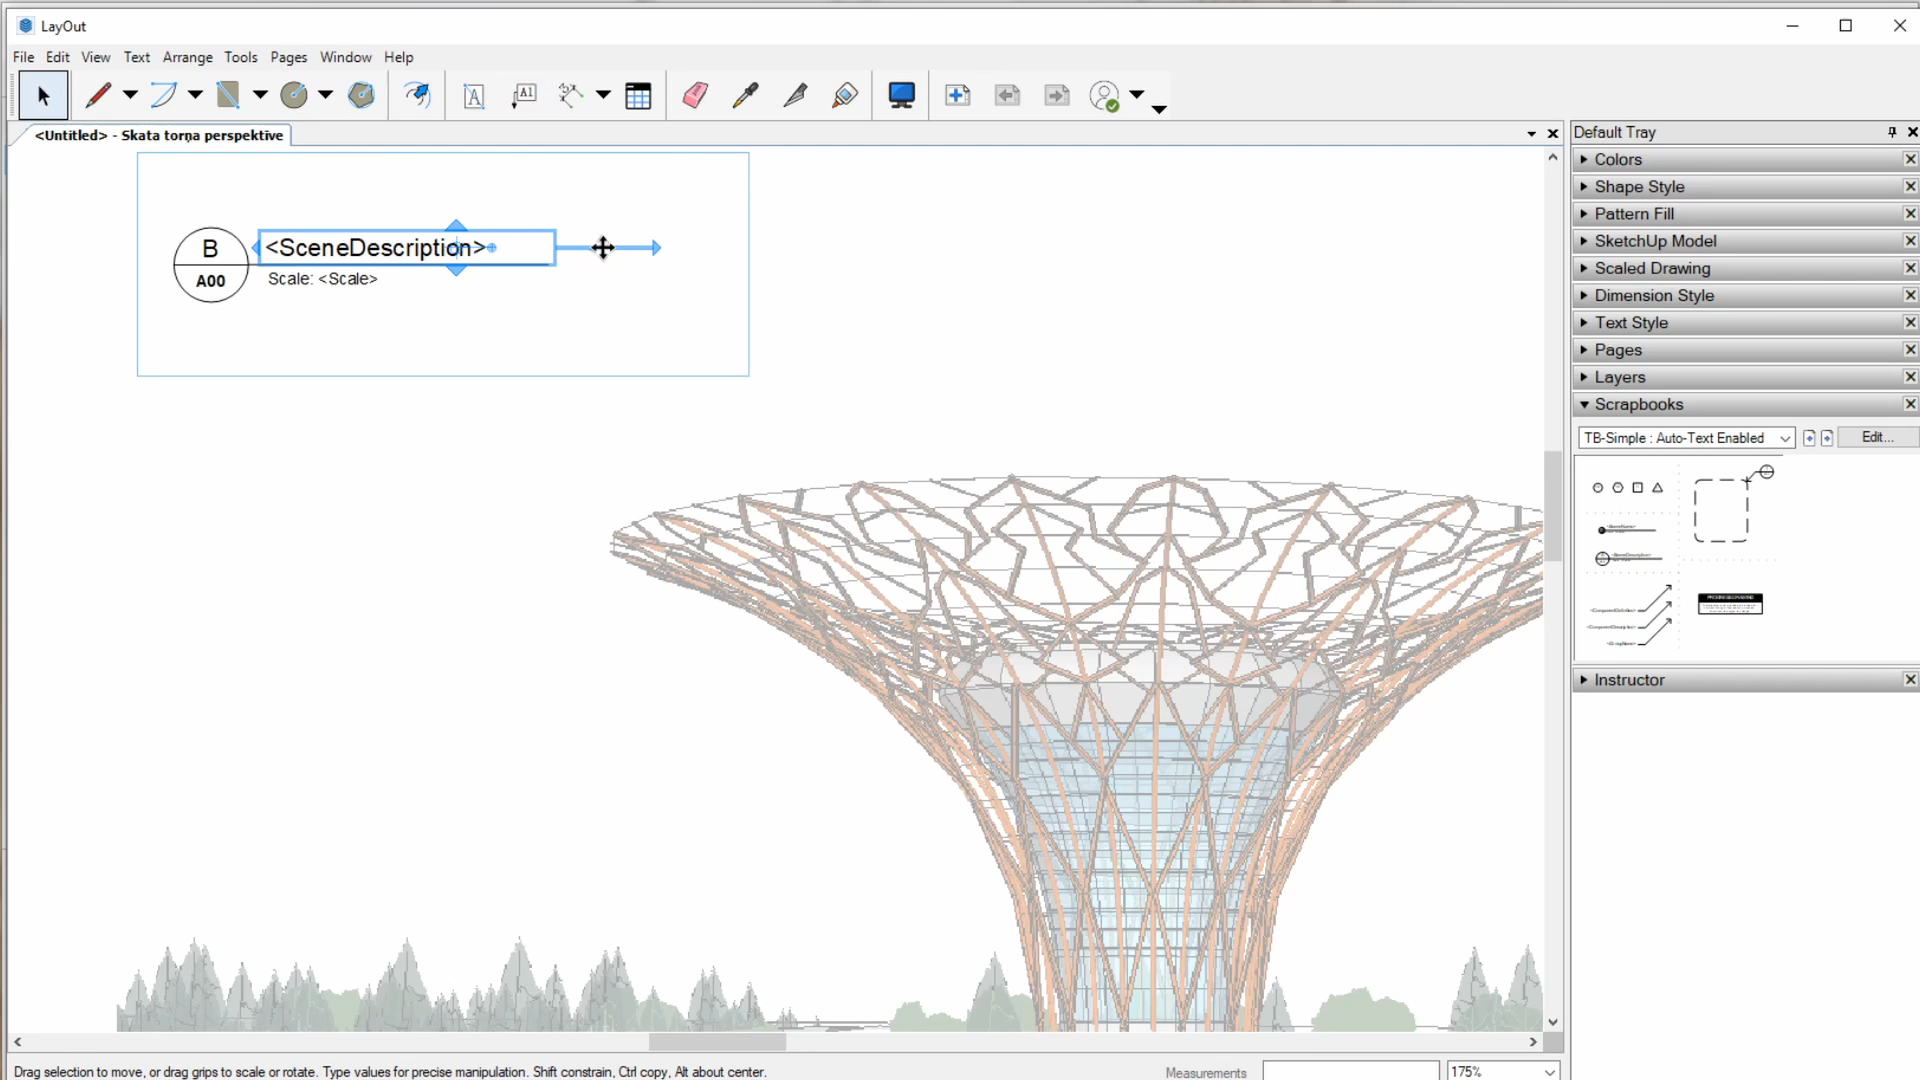 LayOut
File Edit View Text Arrange Tools Pages Window Help
A A1
<Untitled> - Skata torņa perspektīve
Default Tray
Colors
Shape Style
Pattern Fill
SketchUp Model
Scaled Drawing
Dimension Style
Text Style
Pages
Layers
Scrapbooks
TB-Simple : Auto-Text Enabled Edit...
Instructor
B <SceneDescription>
A00 Scale: <Scale>
Drag selection to move, or drag grips to scale or rotate. Type values for precise manipulation. Shift constrain, Ctrl copy, Alt about center. Measurements 175%